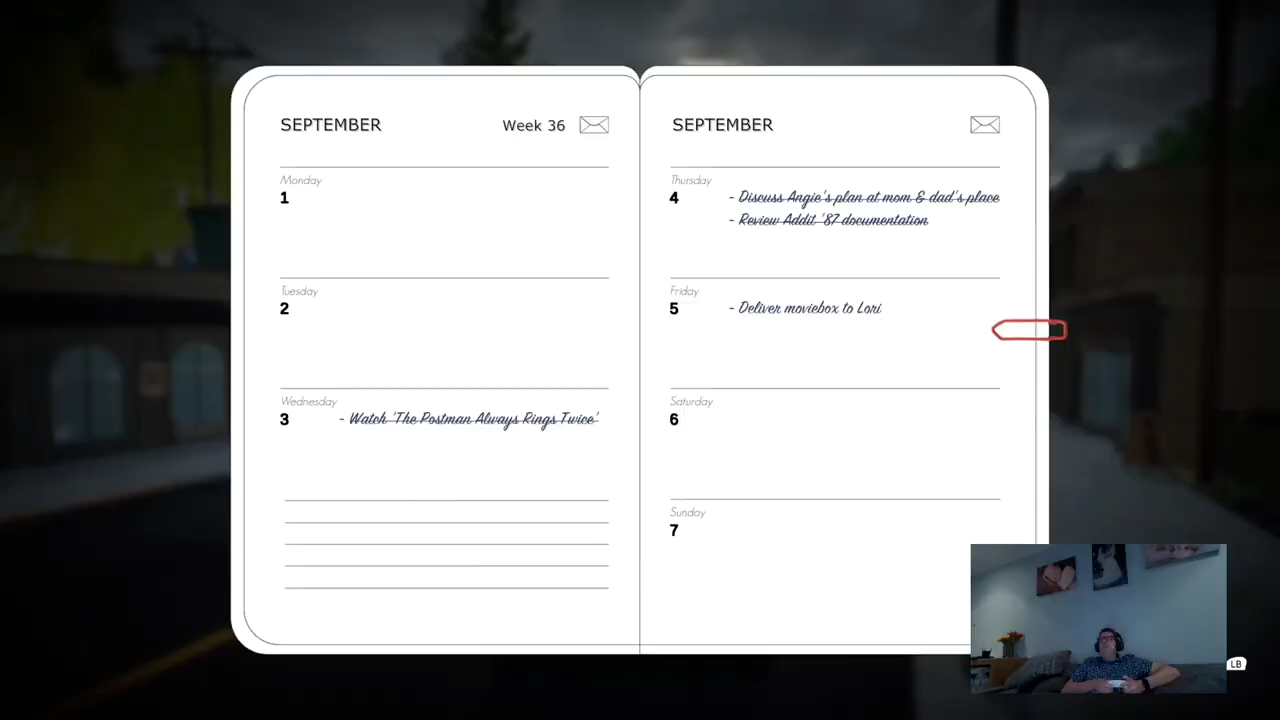 SEPTEMBER
Week 36
Monday
1
Tuesday
2
Wednesday
3
- Watch 'The Postman Always Rings Twice'
SEPTEMBER
Thursday
4
- Discuss Angie's plan at mom & dad's place
- Review Addit '87 documentation
Friday
5
- Deliver moviebox to Lori
Saturday
6
Sunday
7
LB